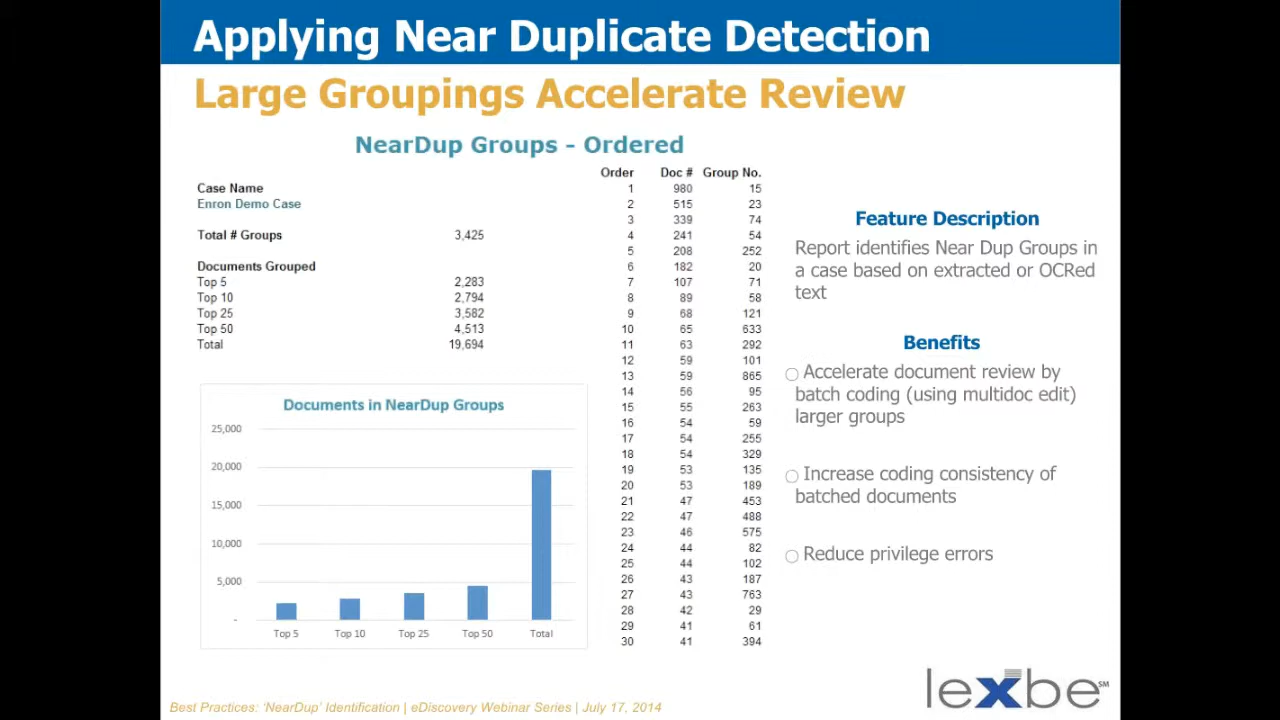 Applying Near Duplicate Detection
Large Groupings Accelerate Review
NearDup Groups - Ordered
Case Name
Enron Demo Case
Total # Groups 3,425
Documents Grouped
Top 5 2,283
Top 10 2,794
Top 25 3,582
Top 50 4,513
Total 19,694
Documents in NearDup Groups
25,000
20,000
15,000
10,000
5,000
-
Top 5 Top 10 Top 25 Top 50 Total
Order Doc # Group No.
1 980 15
2 515 23
3 339 74
4 241 54
5 208 252
6 182 20
7 107 71
8 89 58
9 68 121
10 65 633
11 63 292
12 59 101
13 59 865
14 56 95
15 55 263
16 54 59
17 54 255
18 54 329
19 53 135
20 53 189
21 47 453
22 47 488
23 46 575
24 44 82
25 44 102
26 43 187
27 43 763
28 42 29
29 41 61
30 41 394
Feature Description
Report identifies Near Dup Groups in
a case based on extracted or OCRed
text
Benefits
Accelerate document review by
batch coding (using multidoc edit)
larger groups
Increase coding consistency of
batched documents
Reduce privilege errors
lexbe℠
Best Practices: ‘NearDup’ Identification | eDiscovery Webinar Series | July 17, 2014